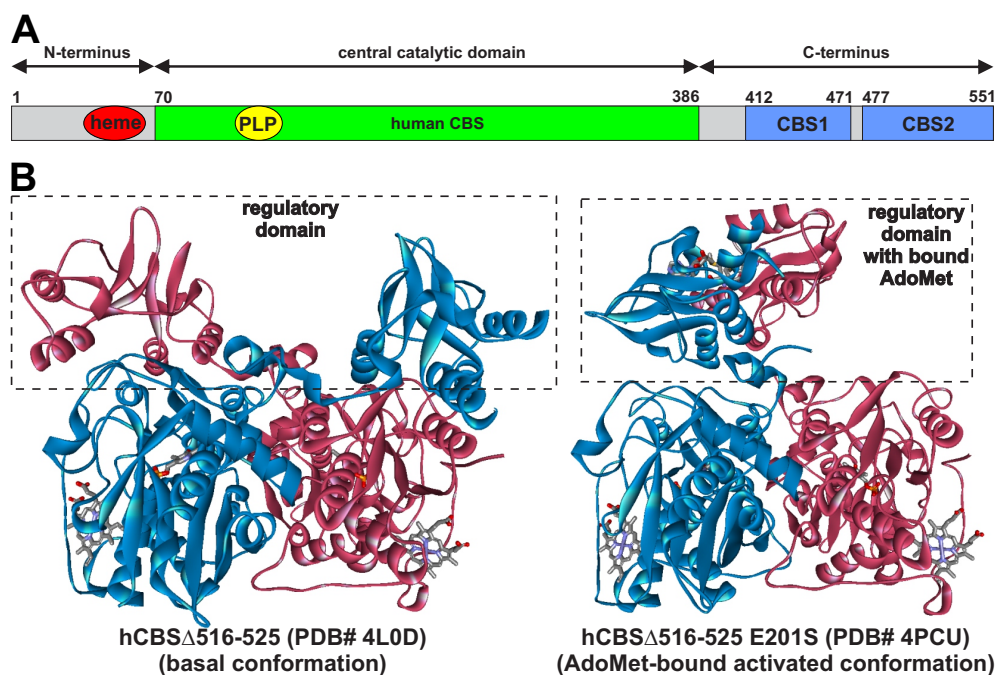 A
N-terminus central catalytic domain C-terminus
1 70 386 412 471 477 551
heme PLP human CBS CBS1 CBS2
B
regulatory
domain
regulatory
domain
with bound
AdoMet
hCBSΔ516-525 (PDB# 4L0D)
(basal conformation)
hCBSΔ516-525 E201S (PDB# 4PCU)
(AdoMet-bound activated conformation)